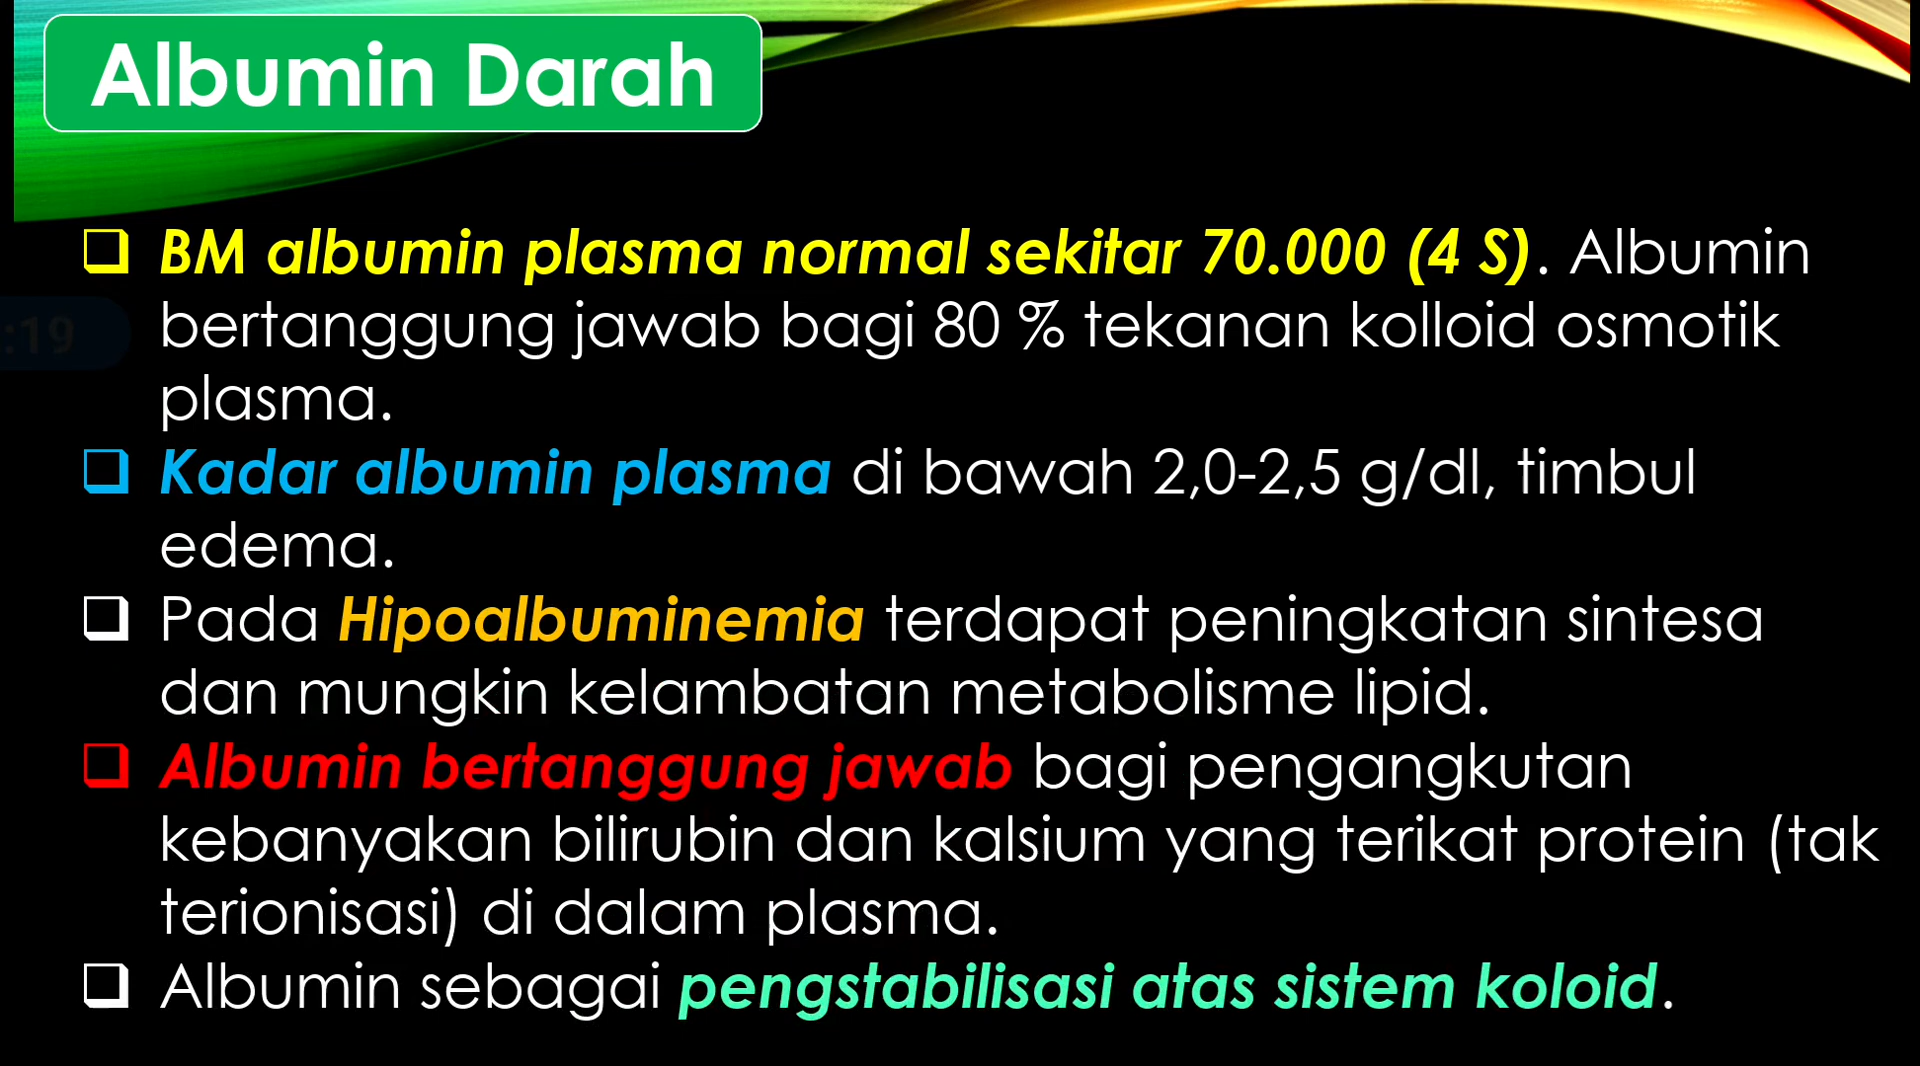 Albumin Darah
BM albumin plasma normal sekitar 70.000 (4 S). Albumin
bertanggung jawab bagi 80 % tekanan kolloid osmotik
:19
plasma.
Kadar albumin plasma di bawah 2,0-2,5 g/dl, timbul
edema.
Pada Hipoalbuminemia terdapat peningkatan sintesa
dan mungkin kelambatan metabolisme lipid.
Albumin bertanggung jawab bagi pengangkutan
kebanyakan bilirubin dan kalsium yang terikat protein (tak
terionisasi) di dalam plasma.
Albumin sebagai pengstabilisasi atas sistem koloid.